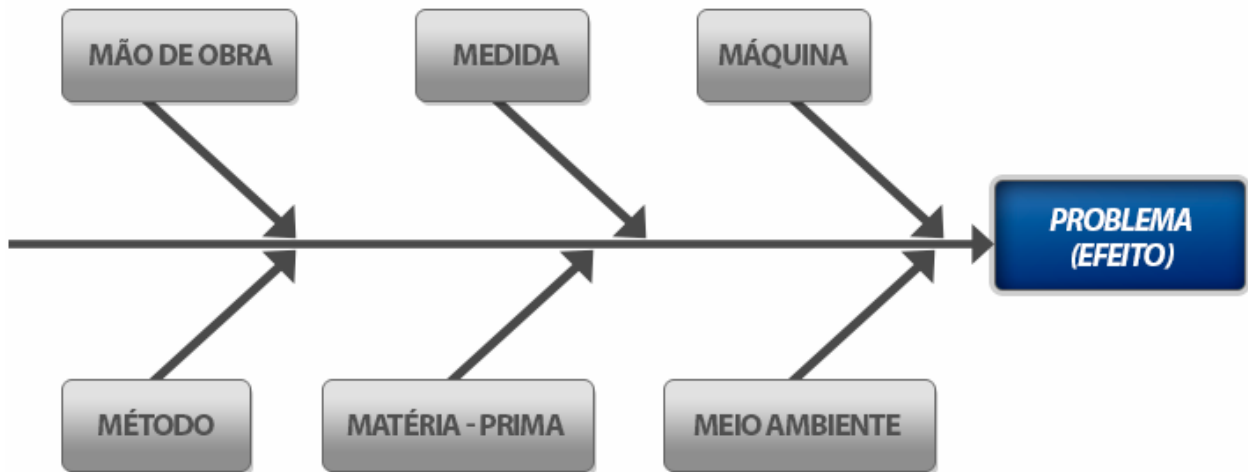 MÃO DE OBRA
MEDIDA
MÁQUINA
PROBLEMA
(EFEITO)
MÉTODO
MATÉRIA - PRIMA
MEIO AMBIENTE